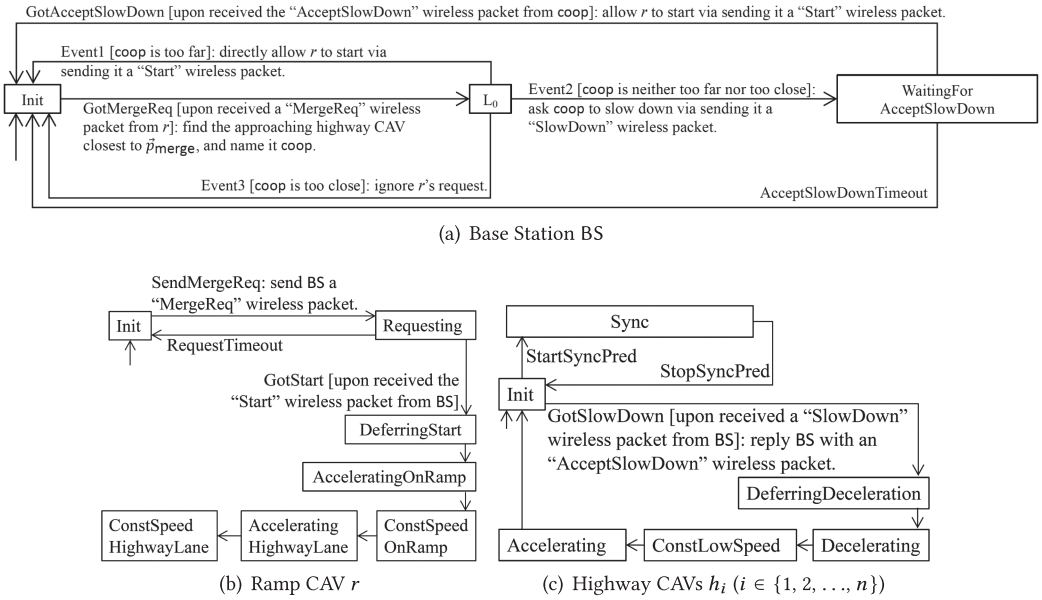 GotAcceptSlowDown [upon received the “AcceptSlowDown” wireless packet from coop]: allow r to start via sending it a “Start” wireless packet.
Event1 [coop is too far]: directly allow r to start via
sending it a “Start” wireless packet.
Init
L₀
Event2 [coop is neither too far nor too close]:
ask coop to slow down via sending it a
“SlowDown” wireless packet.
WaitingFor
AcceptSlowDown
GotMergeReq [upon received a “MergeReq” wireless
packet from r]: find the approaching highway CAV
closest to p⃗merge, and name it coop.
Event3 [coop is too close]: ignore r’s request.
AcceptSlowDownTimeout
(a) Base Station BS
SendMergeReq: send BS a
“MergeReq” wireless packet.
Init
Requesting
RequestTimeout
GotStart [upon received the
“Start” wireless packet from BS]
DeferringStart
AcceleratingOnRamp
ConstSpeed
HighwayLane
Accelerating
HighwayLane
ConstSpeed
OnRamp
(b) Ramp CAV r
Sync
StartSyncPred
StopSyncPred
Init
GotSlowDown [upon received a “SlowDown”
wireless packet from BS]: reply BS with an
“AcceptSlowDown” wireless packet.
DeferringDeceleration
Accelerating
ConstLowSpeed
Decelerating
(c) Highway CAVs hᵢ (i ∈ {1, 2, . . ., n})